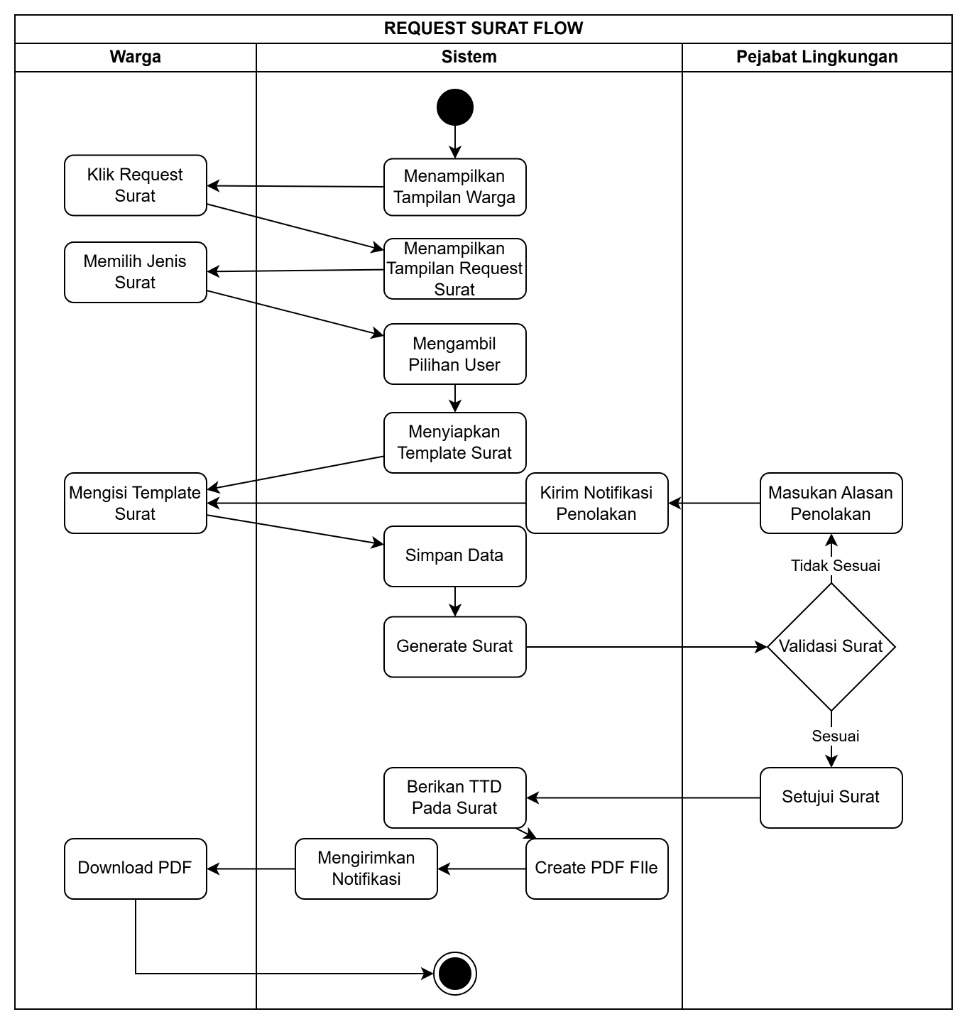 REQUEST SURAT FLOW
Warga
Sistem
Pejabat Lingkungan
Menampilkan
Tampilan Warga
Klik Request
Surat
Menampilkan
Tampilan Request
Surat
Memilih Jenis
Surat
Mengambil
Pilihan User
Menyiapkan
Template Surat
Mengisi Template
Surat
Kirim Notifikasi
Penolakan
Masukan Alasan
Penolakan
Simpan Data
Tidak Sesuai
Generate Surat
Validasi Surat
Sesuai
Berikan TTD
Pada Surat
Setujui Surat
Download PDF
Mengirimkan
Notifikasi
Create PDF FIle